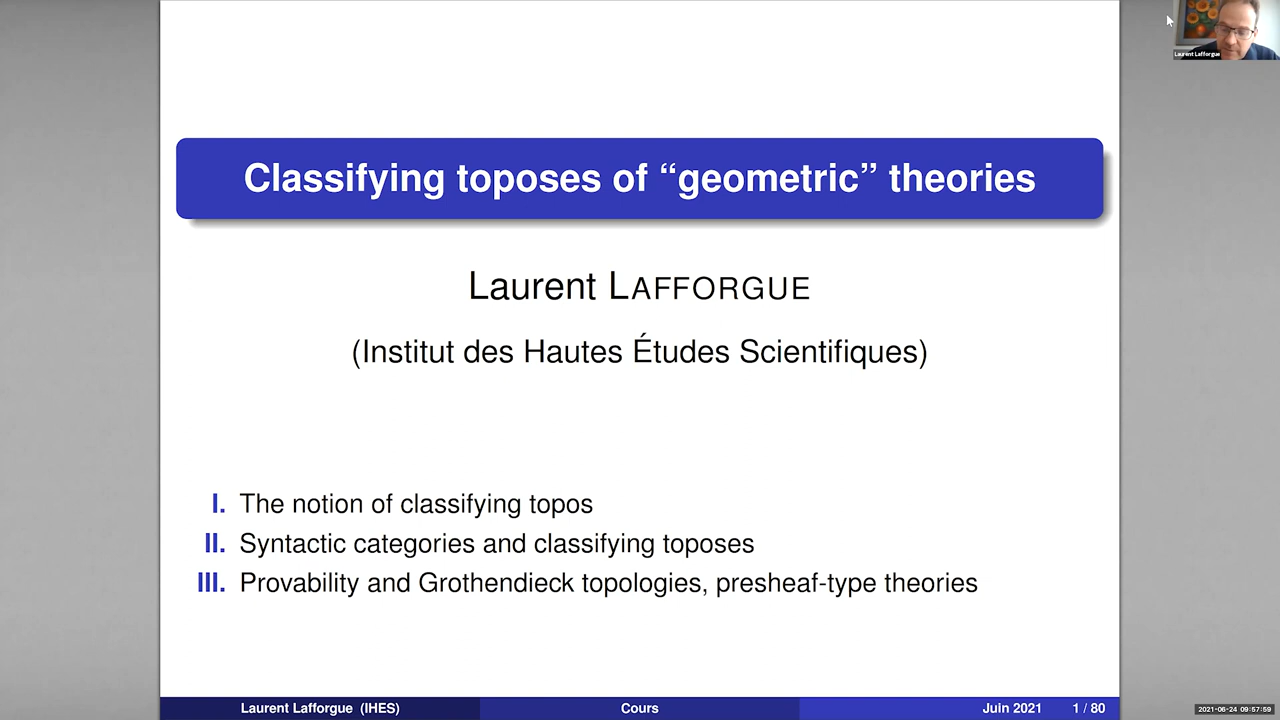 Laurent Lafforgue
Classifying toposes of “geometric” theories
Laurent LAFFORGUE
(Institut des Hautes Études Scientifiques)
I. The notion of classifying topos
II. Syntactic categories and classifying toposes
III. Provability and Grothendieck topologies, presheaf-type theories
Laurent Lafforgue (IHES) Cours Juin 2021 1 / 80
2021-06-24 09:57:59